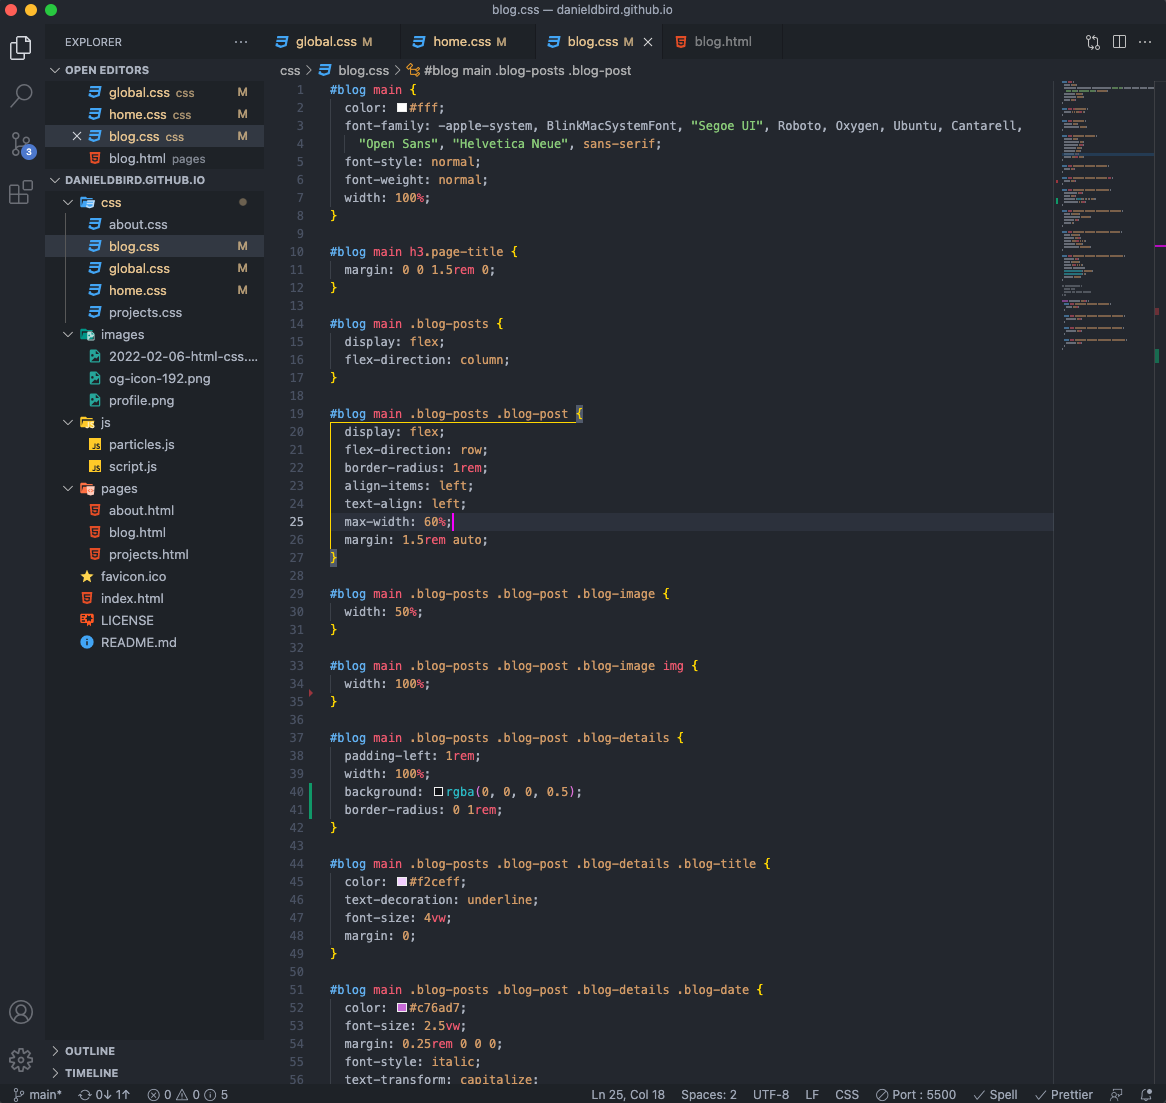 blog.css — danieldbird.github.io
EXPLORER
global.css M
home.css M
blog.css M
blog.html
OPEN EDITORS
global.css css M
home.css css M
blog.css css M
blog.html pages
DANIELDBIRD.GITHUB.IO
css
about.css
blog.css M
global.css M
home.css M
projects.css
images
2022-02-06-html-css....
og-icon-192.png
profile.png
js
particles.js
script.js
pages
about.html
blog.html
projects.html
favicon.ico
index.html
LICENSE
README.md
OUTLINE
TIMELINE
3
css > blog.css > #blog main .blog-posts .blog-post
1 #blog main {
2 color: #fff;
3 font-family: -apple-system, BlinkMacSystemFont, "Segoe UI", Roboto, Oxygen, Ubuntu, Cantarell,
4 "Open Sans", "Helvetica Neue", sans-serif;
5 font-style: normal;
6 font-weight: normal;
7 width: 100%;
8 }
9
10 #blog main h3.page-title {
11 margin: 0 0 1.5rem 0;
12 }
13
14 #blog main .blog-posts {
15 display: flex;
16 flex-direction: column;
17 }
18
19 #blog main .blog-posts .blog-post {
20 display: flex;
21 flex-direction: row;
22 border-radius: 1rem;
23 align-items: left;
24 text-align: left;
25 max-width: 60%;
26 margin: 1.5rem auto;
27 }
28
29 #blog main .blog-posts .blog-post .blog-image {
30 width: 50%;
31 }
32
33 #blog main .blog-posts .blog-post .blog-image img {
34 width: 100%;
35 }
36
37 #blog main .blog-posts .blog-post .blog-details {
38 padding-left: 1rem;
39 width: 100%;
40 background: rgba(0, 0, 0, 0.5);
41 border-radius: 0 1rem;
42 }
43
44 #blog main .blog-posts .blog-post .blog-details .blog-title {
45 color: #f2ceff;
46 text-decoration: underline;
47 font-size: 4vw;
48 margin: 0;
49 }
50
51 #blog main .blog-posts .blog-post .blog-details .blog-date {
52 color: #c76ad7;
53 font-size: 2.5vw;
54 margin: 0.25rem 0 0 0;
55 font-style: italic;
56 text-transform: capitalize;
main* 0↓ 1↑ 0 0 5 Ln 25, Col 18 Spaces: 2 UTF-8 LF CSS Port : 5500 Spell Prettier